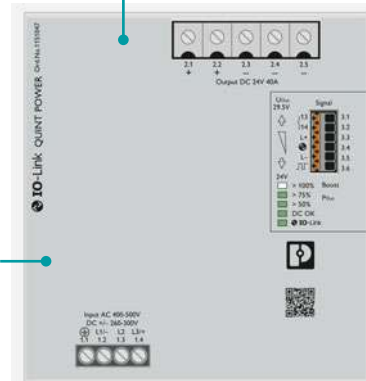 IO-Link QUINT POWER Ord.No.1151047
2.1 2.2 2.3 2.4 2.5
+ + – – –
Output DC 24V 40A
UOut
29.5V
Signal
13 3.1
14 3.2
L+ 3.3
3.4
L- 3.5
3.6
24V
> 100% Boost
> 75% POut
> 50%
DC OK
IO-Link
Input AC 400-500V
DC +/- 260-300V
L1/- L2 L3/+
1.1 1.2 1.3 1.4